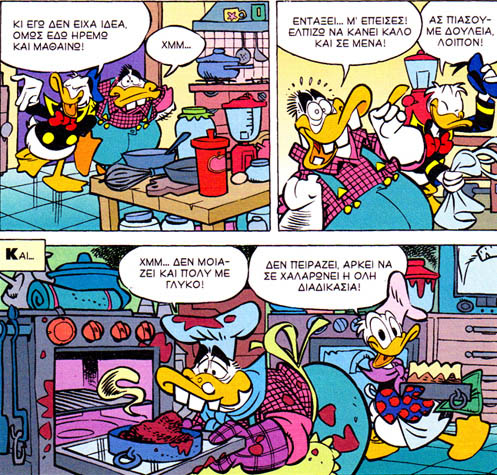 ΚΙ ΕΓΩ ΔΕΝ ΕΙΧΑ ΙΔΕΑ,
ΟΜΩΣ ΕΔΩ ΗΡΕΜΩ
ΚΑΙ ΜΑΘΑΙΝΩ!
ΧΜΜ...
ΕΝΤΑΞΕΙ... Μ' ΕΠΕΙΣΕΣ!
ΕΛΠΙΖΩ ΝΑ ΚΑΝΕΙ ΚΑΛΟ
ΚΑΙ ΣΕ ΜΕΝΑ!
ΑΣ ΠΙΑΣΟΥ-
ΜΕ ΔΟΥΛΕΙΑ,
ΛΟΙΠΟΝ!
ΚΑΙ...
ΧΜΜ... ΔΕΝ ΜΟΙΑ-
ΖΕΙ ΚΑΙ ΠΟΛΥ ΜΕ
ΓΛΥΚΟ!
ΔΕΝ ΠΕΙΡΑΖΕΙ, ΑΡΚΕΙ ΝΑ
ΣΕ ΧΑΛΑΡΩΝΕΙ Η ΟΛΗ
ΔΙΑΔΙΚΑΣΙΑ!